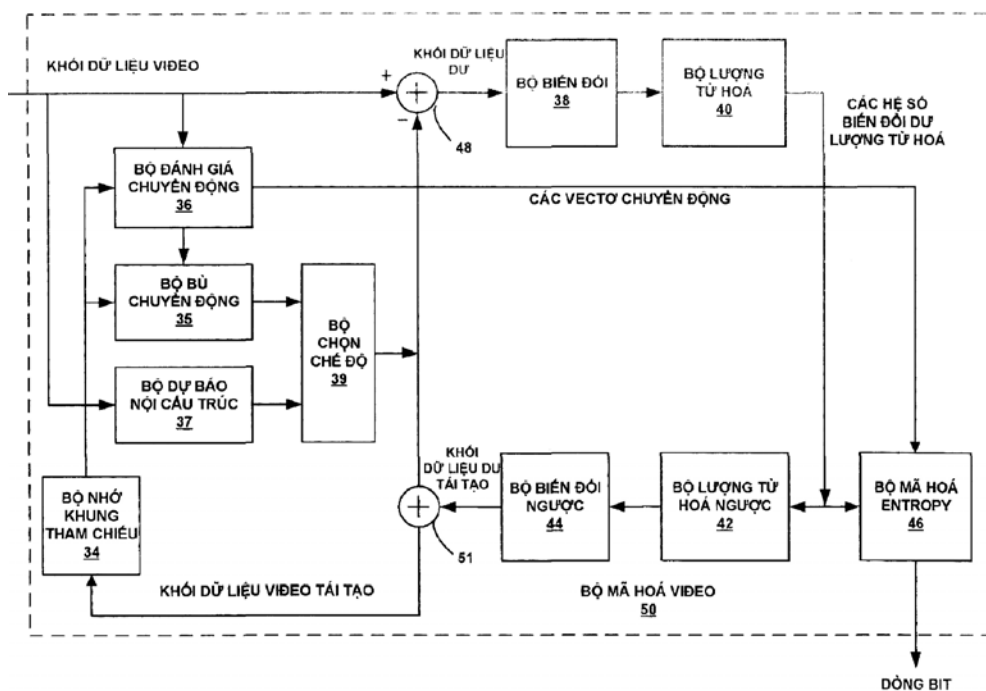 KHỐI DỮ LIỆU VIDEO
KHỐI DỮ LIỆU
DƯ
+
−
48
BỘ BIẾN ĐỔI
38
BỘ LƯỢNG
TỬ HOÁ
40
CÁC HỆ SỐ
BIẾN ĐỔI DƯ
LƯỢNG TỬ HOÁ
BỘ ĐÁNH GIÁ
CHUYỂN ĐỘNG
36
CÁC VECTƠ CHUYỂN ĐỘNG
BỘ BÙ
CHUYỂN ĐỘNG
35
BỘ
CHỌN
CHẾ ĐỘ
39
BỘ DỰ BÁO
NỘI CẤU TRÚC
37
KHỐI
DỮ LIỆU DƯ
TÁI TẠO
BỘ NHỚ
KHUNG
THAM CHIẾU
34
51
BỘ BIẾN ĐỔI
NGƯỢC
44
BỘ LƯỢNG TỬ
HOÁ NGƯỢC
42
BỘ MÃ HOÁ
ENTROPY
46
KHỐI DỮ LIỆU VIDEO TÁI TẠO
BỘ MÃ HOÁ VIDEO
50
DÒNG BIT